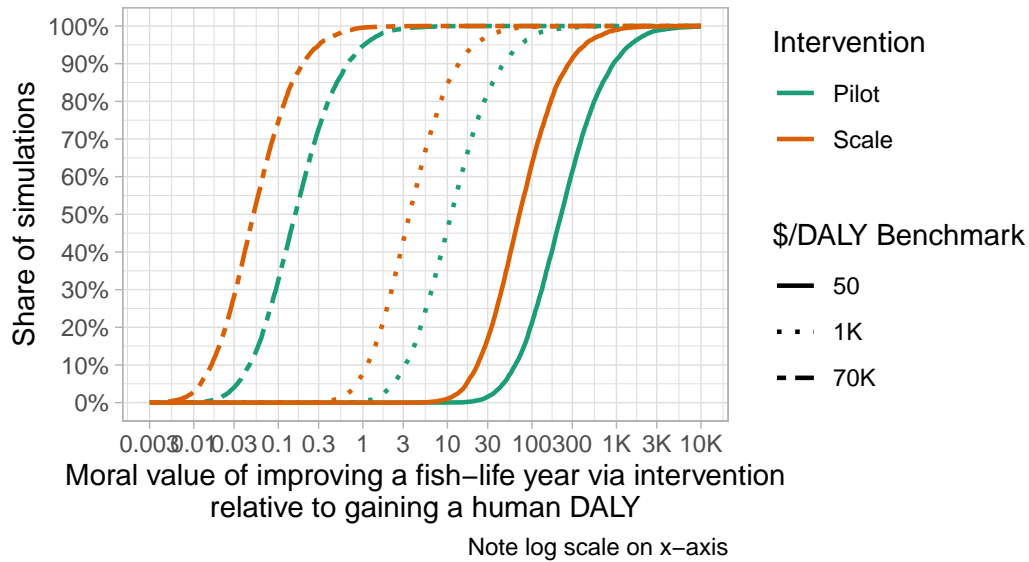 100%
90%
80%
70%
60%
50%
40%
30%
20%
10%
0%
Share of simulations
0.003 0.01 0.03 0.1 0.3 1 3 10 30 100 300 1K 3K 10K
Moral value of improving a fish−life year via intervention
relative to gaining a human DALY
Note log scale on x−axis
Intervention
Pilot
Scale
$/DALY Benchmark
50
1K
70K